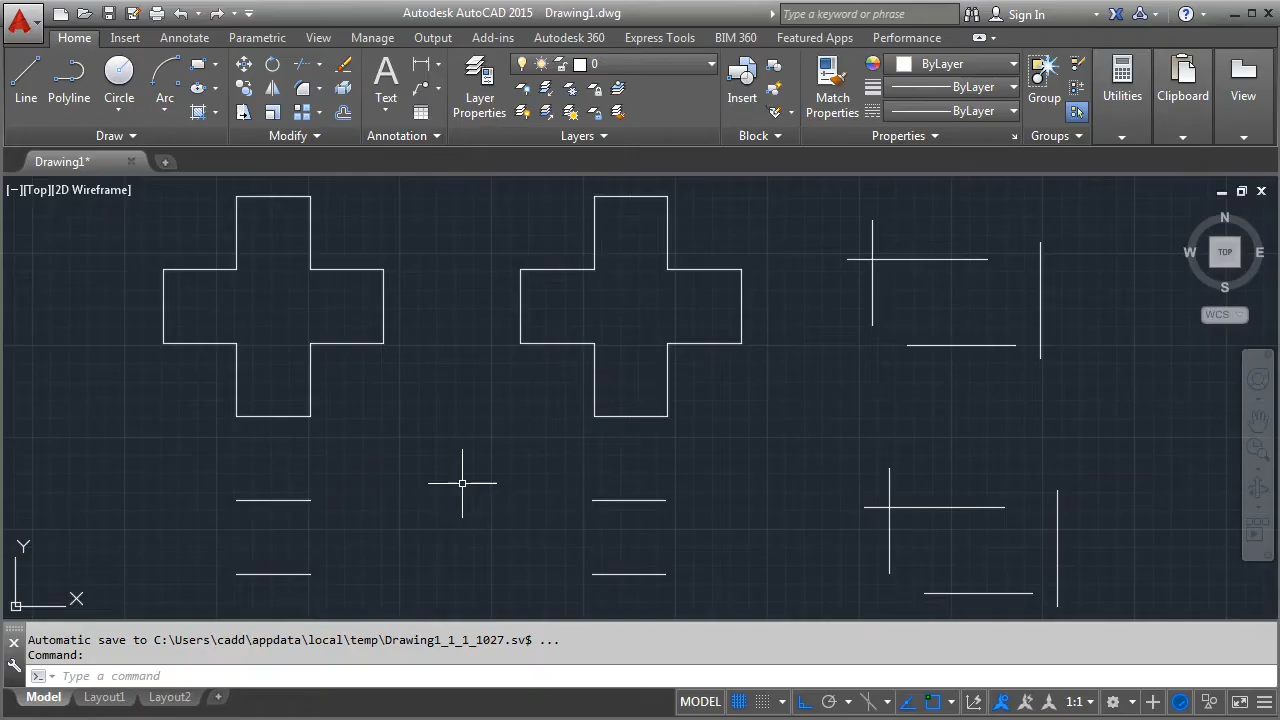 Autodesk AutoCAD 2015 Drawing1.dwg
Type a keyword or phrase
Sign In
Home Insert Annotate Parametric View Manage Output Add-ins Autodesk 360 Express Tools BIM 360 Featured Apps Performance
Line Polyline Circle Arc
Text
Layer Properties
0
Insert
Match Properties
ByLayer
ByLayer
ByLayer
Group
Utilities
Clipboard
View
Draw Modify Annotation Layers Block Properties Groups
Drawing1*
[−][Top][2D Wireframe]
N
W TOP E
S
WCS
Y
X
Automatic save to C:\Users\cadd\appdata\local\temp\Drawing1_1_1_1027.sv$ ...
Command:
Type a command
Model Layout1 Layout2
MODEL
1:1